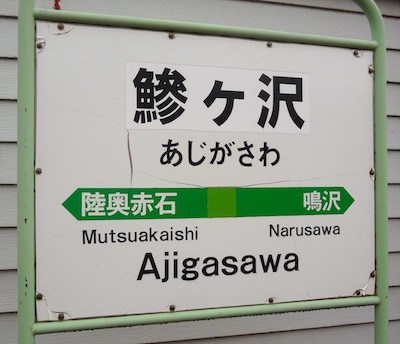 鰺ヶ沢
あじがさわ
陸奥赤石 鳴沢
Mutsuakaishi Narusawa
Ajigasawa